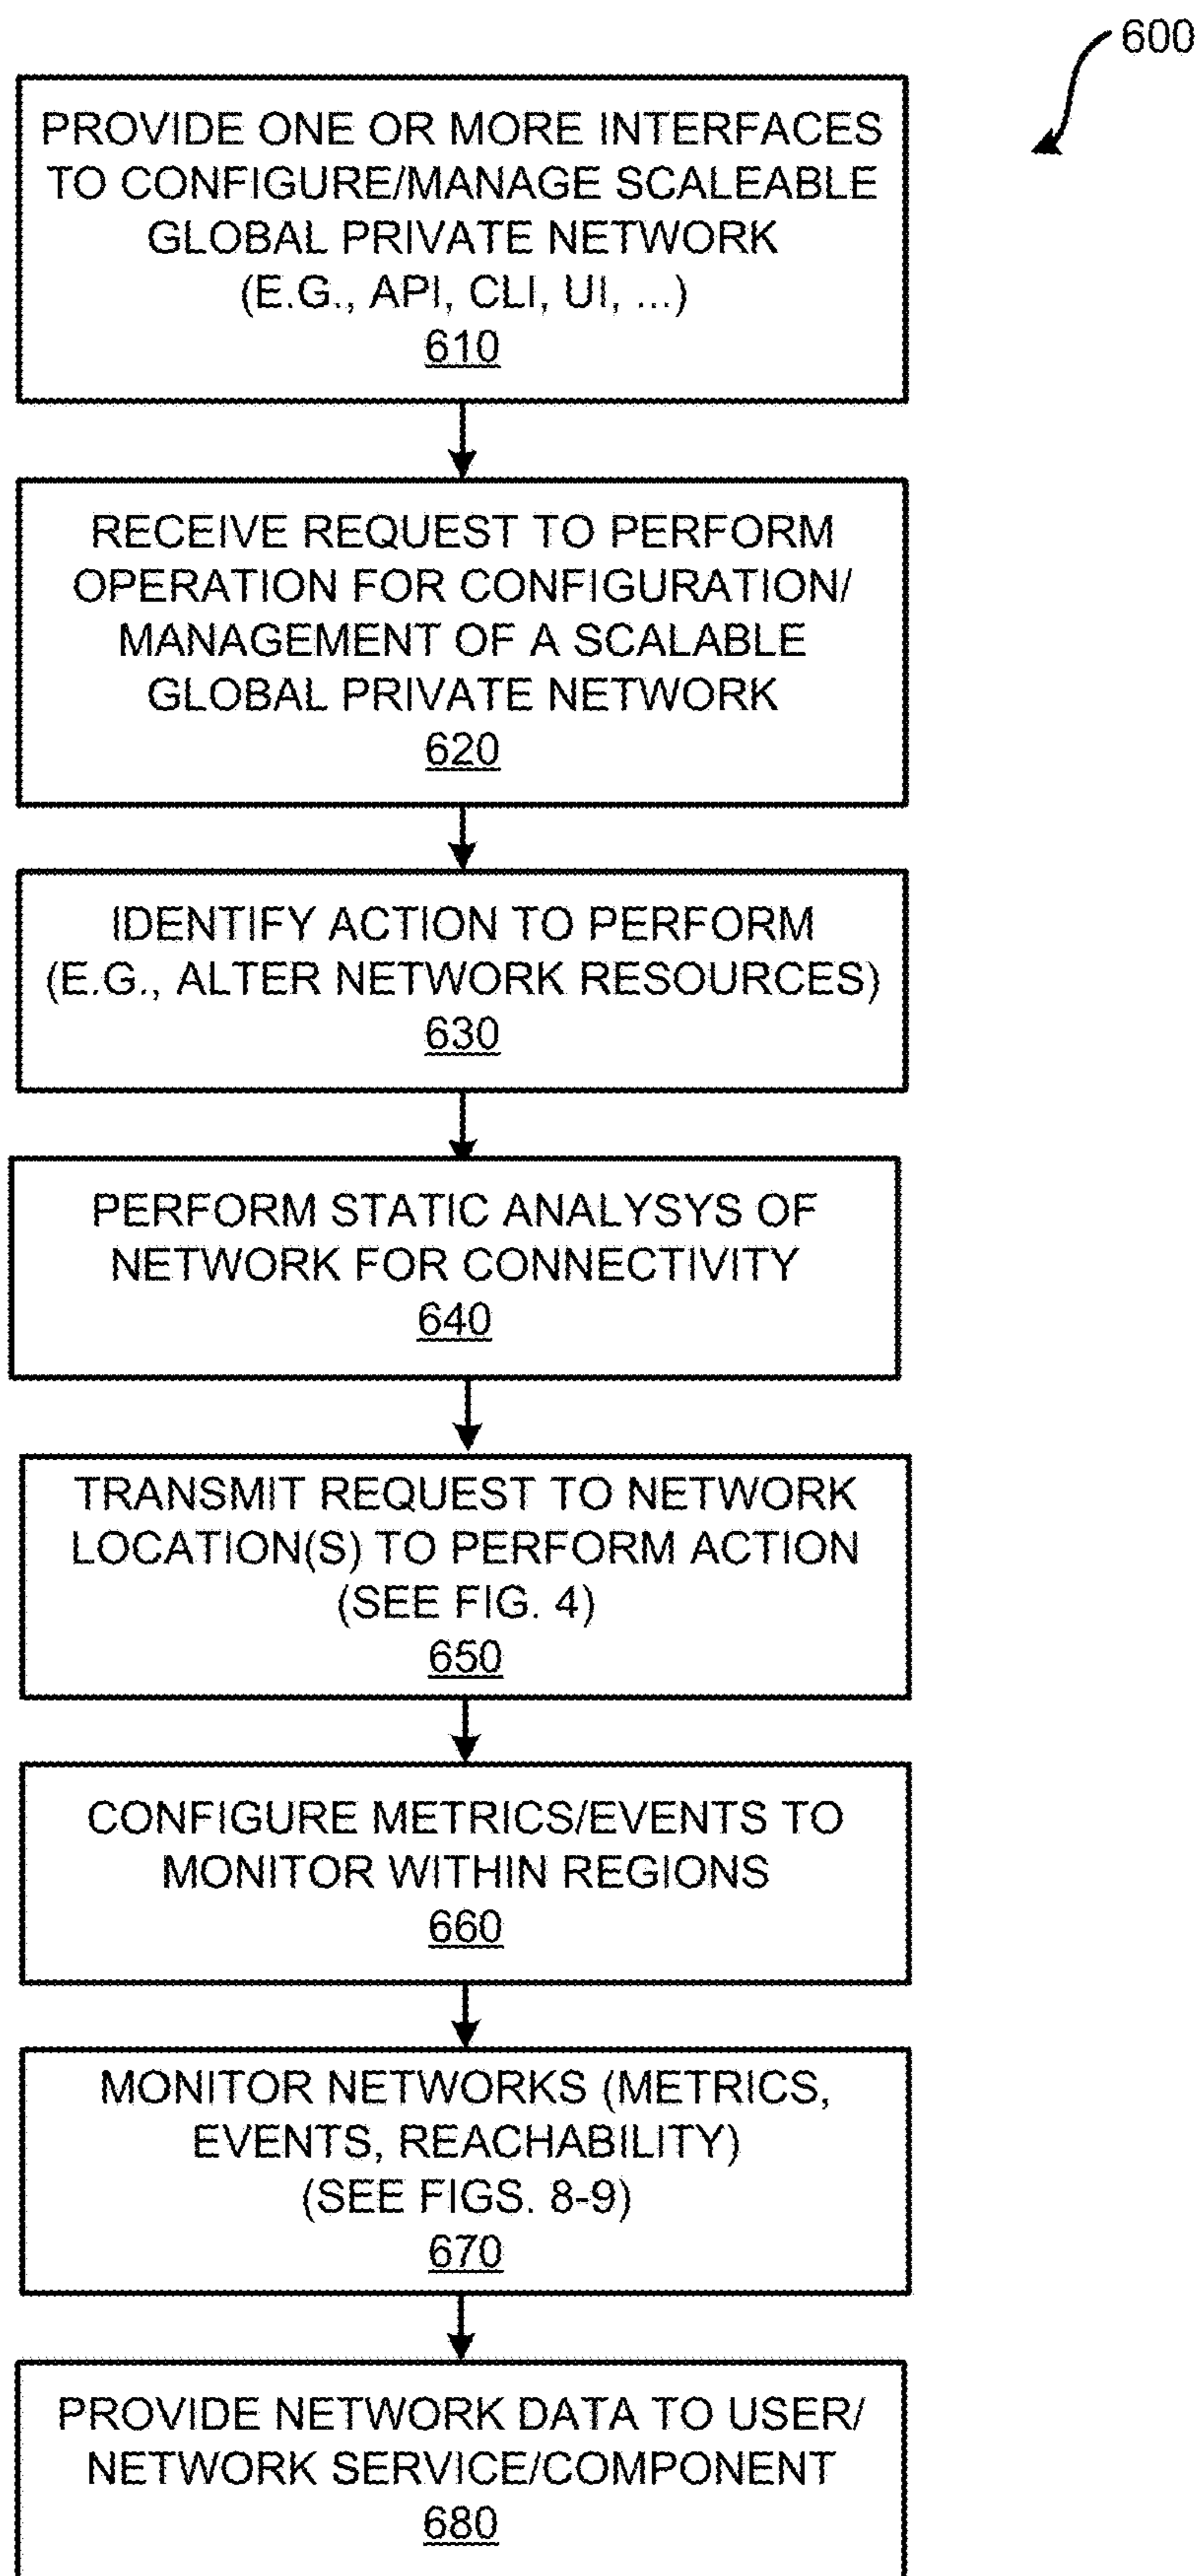 600
PROVIDE ONE OR MORE INTERFACES
TO CONFIGURE/MANAGE SCALEABLE
GLOBAL PRIVATE NETWORK
(E.G., API, CLI, UI, ...)
610
RECEIVE REQUEST TO PERFORM
OPERATION FOR CONFIGURATION/
MANAGEMENT OF A SCALABLE
GLOBAL PRIVATE NETWORK
620
IDENTIFY ACTION TO PERFORM
(E.G., ALTER NETWORK RESOURCES)
630
PERFORM STATIC ANALYSYS OF
NETWORK FOR CONNECTIVITY
640
TRANSMIT REQUEST TO NETWORK
LOCATION(S) TO PERFORM ACTION
(SEE FIG. 4)
650
CONFIGURE METRICS/EVENTS TO
MONITOR WITHIN REGIONS
660
MONITOR NETWORKS (METRICS,
EVENTS, REACHABILITY)
(SEE FIGS. 8-9)
670
PROVIDE NETWORK DATA TO USER/
NETWORK SERVICE/COMPONENT
680